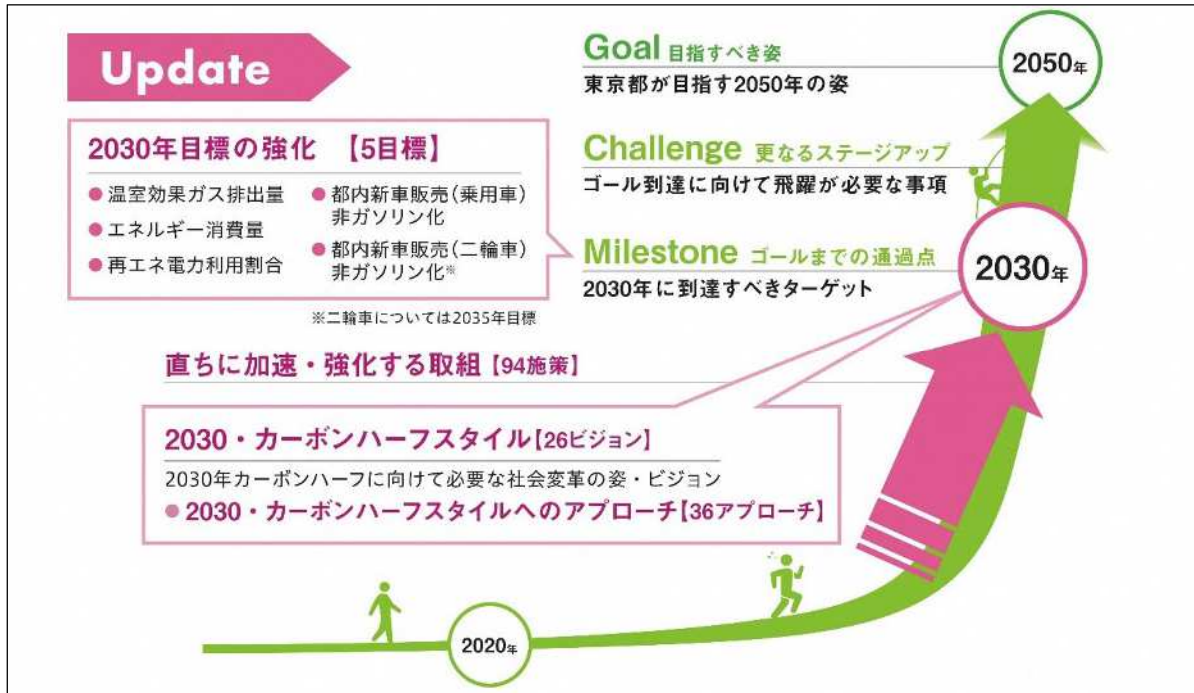 Update
2030年目標の強化 【5目標】
●温室効果ガス排出量
●エネルギー消費量
●再エネ電力利用割合
●都内新車販売(乗用車)
非ガソリン化
●都内新車販売(二輪車)
非ガソリン化※
※二輪車については2035年目標
Goal 目指すべき姿
東京都が目指す2050年の姿
2050年
Challenge 更なるステージアップ
ゴール到達に向けて飛躍が必要な事項
Milestone ゴールまでの通過点
2030年に到達すべきターゲット
2030年
直ちに加速・強化する取組【94施策】
2030・カーボンハーフスタイル【26ビジョン】
2030年カーボンハーフに向けて必要な社会変革の姿・ビジョン
●2030・カーボンハーフスタイルへのアプローチ【36アプローチ】
2020年